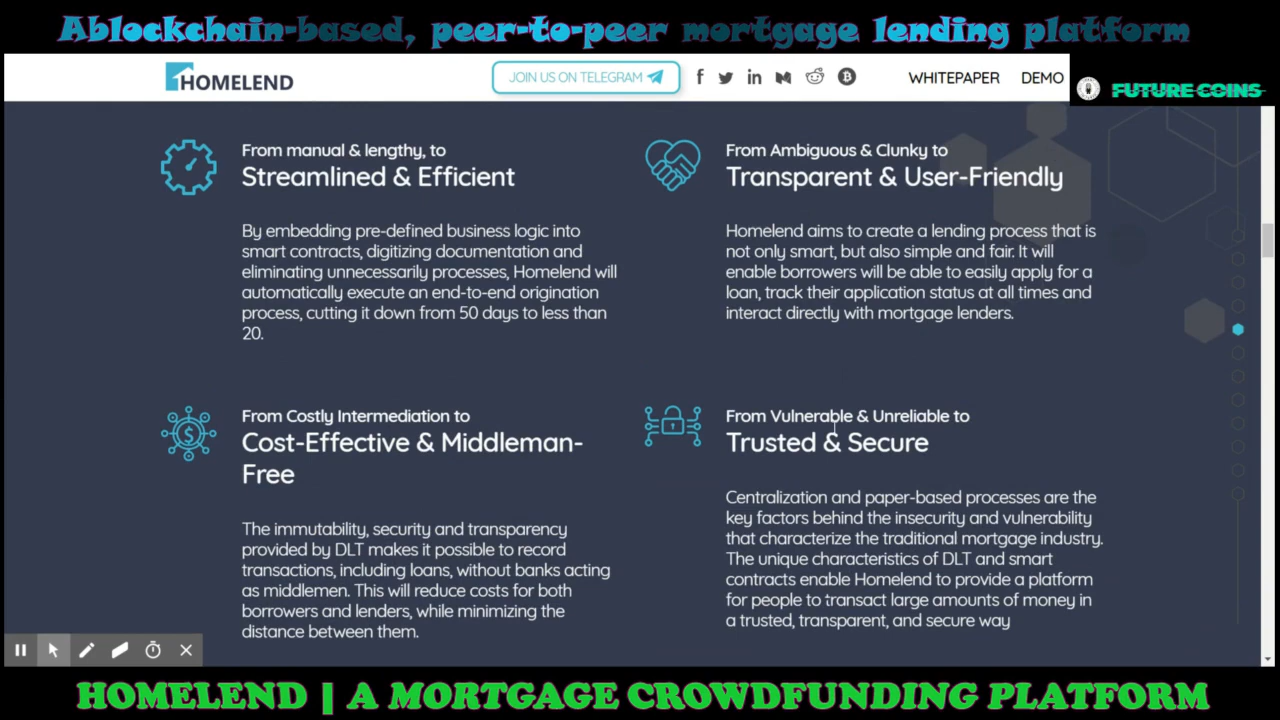 Ablockchain-based, peer-to-peer mortgage lending platform
HOMELEND
JOIN US ON TELEGRAM
WHITEPAPER
DEMO
FUTURE COINS
From manual & lengthy, to
Streamlined & Efficient
By embedding pre-defined business logic into
smart contracts, digitizing documentation and
eliminating unnecessarily processes, Homelend will
automatically execute an end-to-end origination
process, cutting it down from 50 days to less than
20.
From Ambiguous & Clunky to
Transparent & User-Friendly
Homelend aims to create a lending process that is
not only smart, but also simple and fair. It will
enable borrowers will be able to easily apply for a
loan, track their application status at all times and
interact directly with mortgage lenders.
From Costly Intermediation to
Cost-Effective & Middleman-
Free
The immutability, security and transparency
provided by DLT makes it possible to record
transactions, including loans, without banks acting
as middlemen. This will reduce costs for both
borrowers and lenders, while minimizing the
distance between them.
From Vulnerable & Unreliable to
Trusted & Secure
Centralization and paper-based processes are the
key factors behind the insecurity and vulnerability
that characterize the traditional mortgage industry.
The unique characteristics of DLT and smart
contracts enable Homelend to provide a platform
for people to transact large amounts of money in
a trusted, transparent, and secure way
HOMELEND | A MORTGAGE CROWDFUNDING PLATFORM